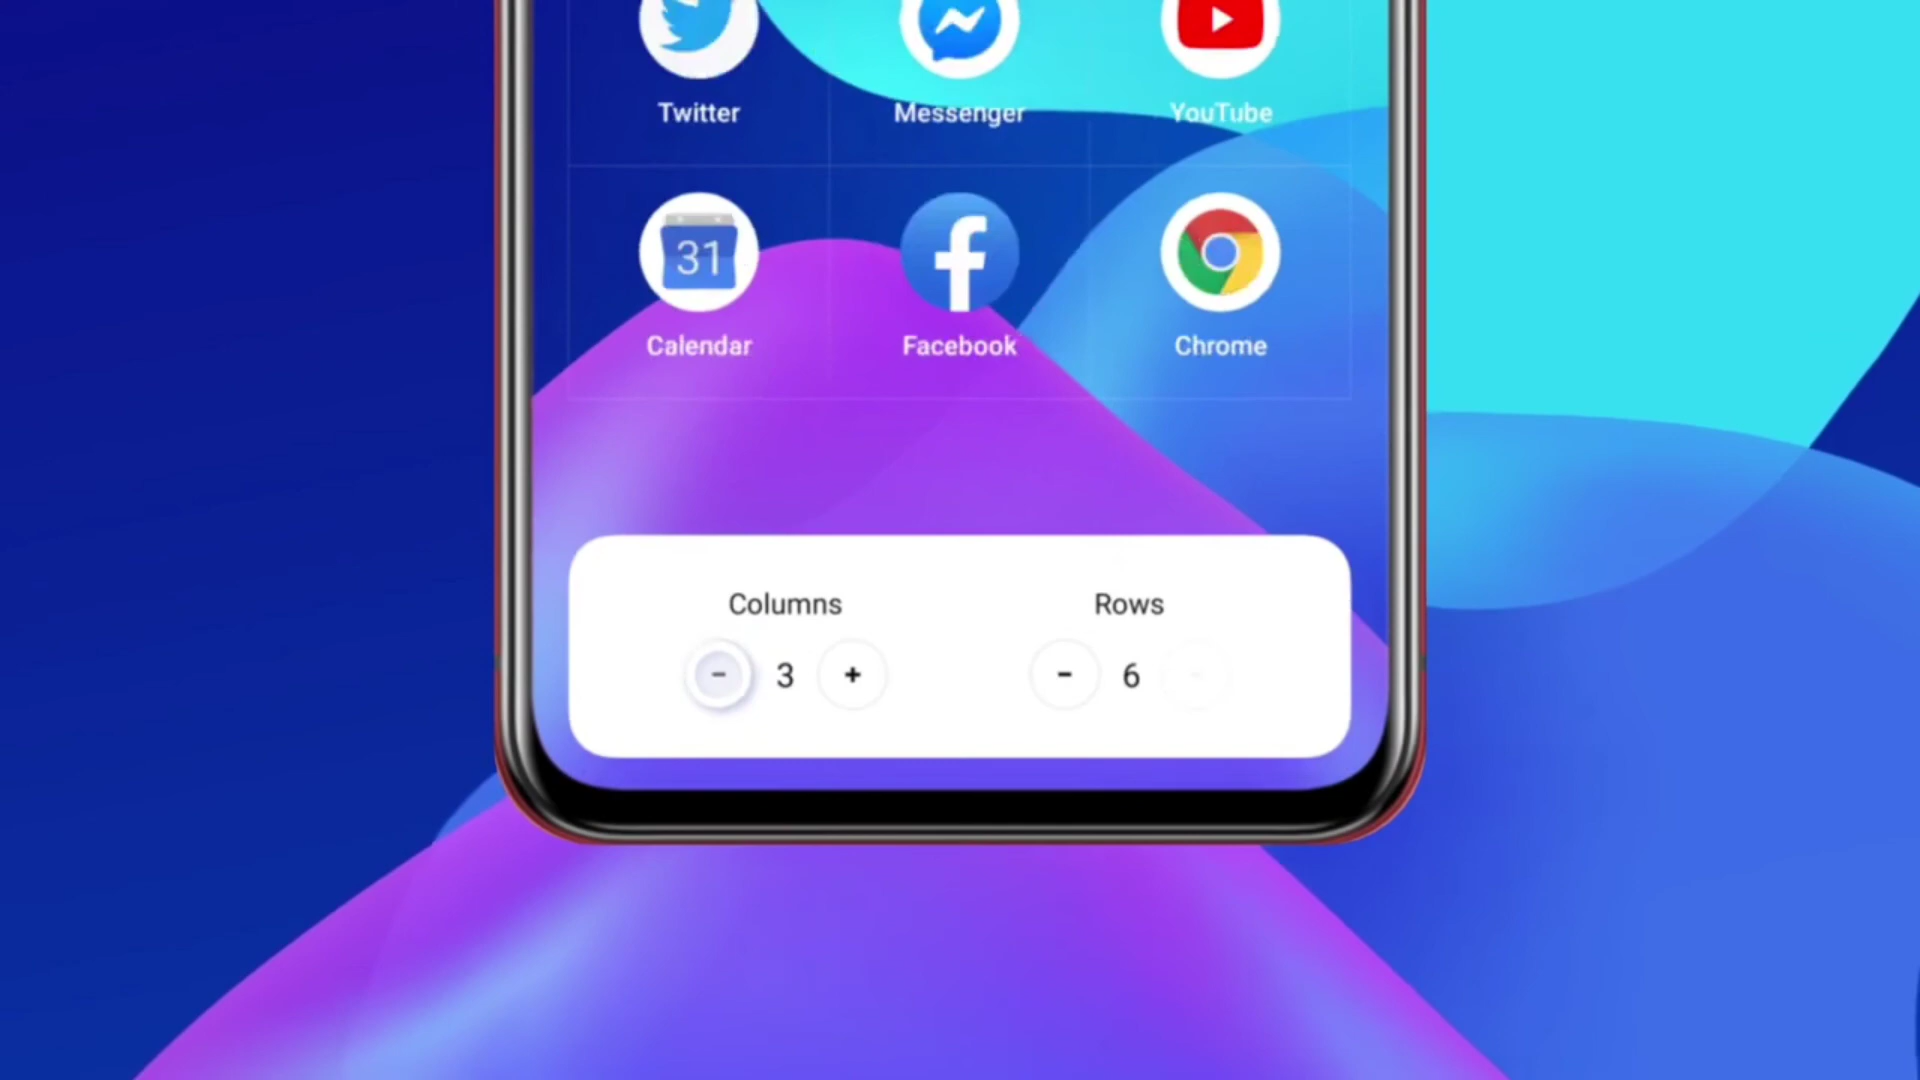 Twitter Messenger YouTube
31
Calendar Facebook Chrome
Columns Rows
- 3 + - 6